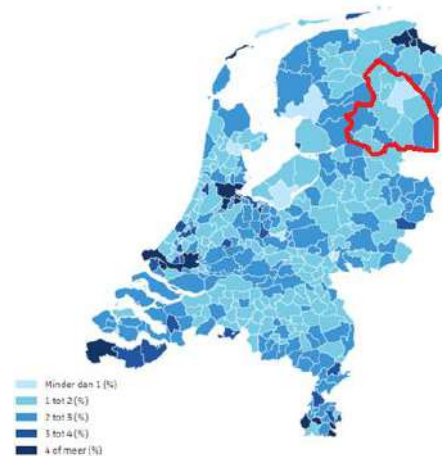 Minder dan 1 (%)
1 tot 2 (%)
2 tot 3 (%)
3 tot 4 (%)
4 of meer (%)